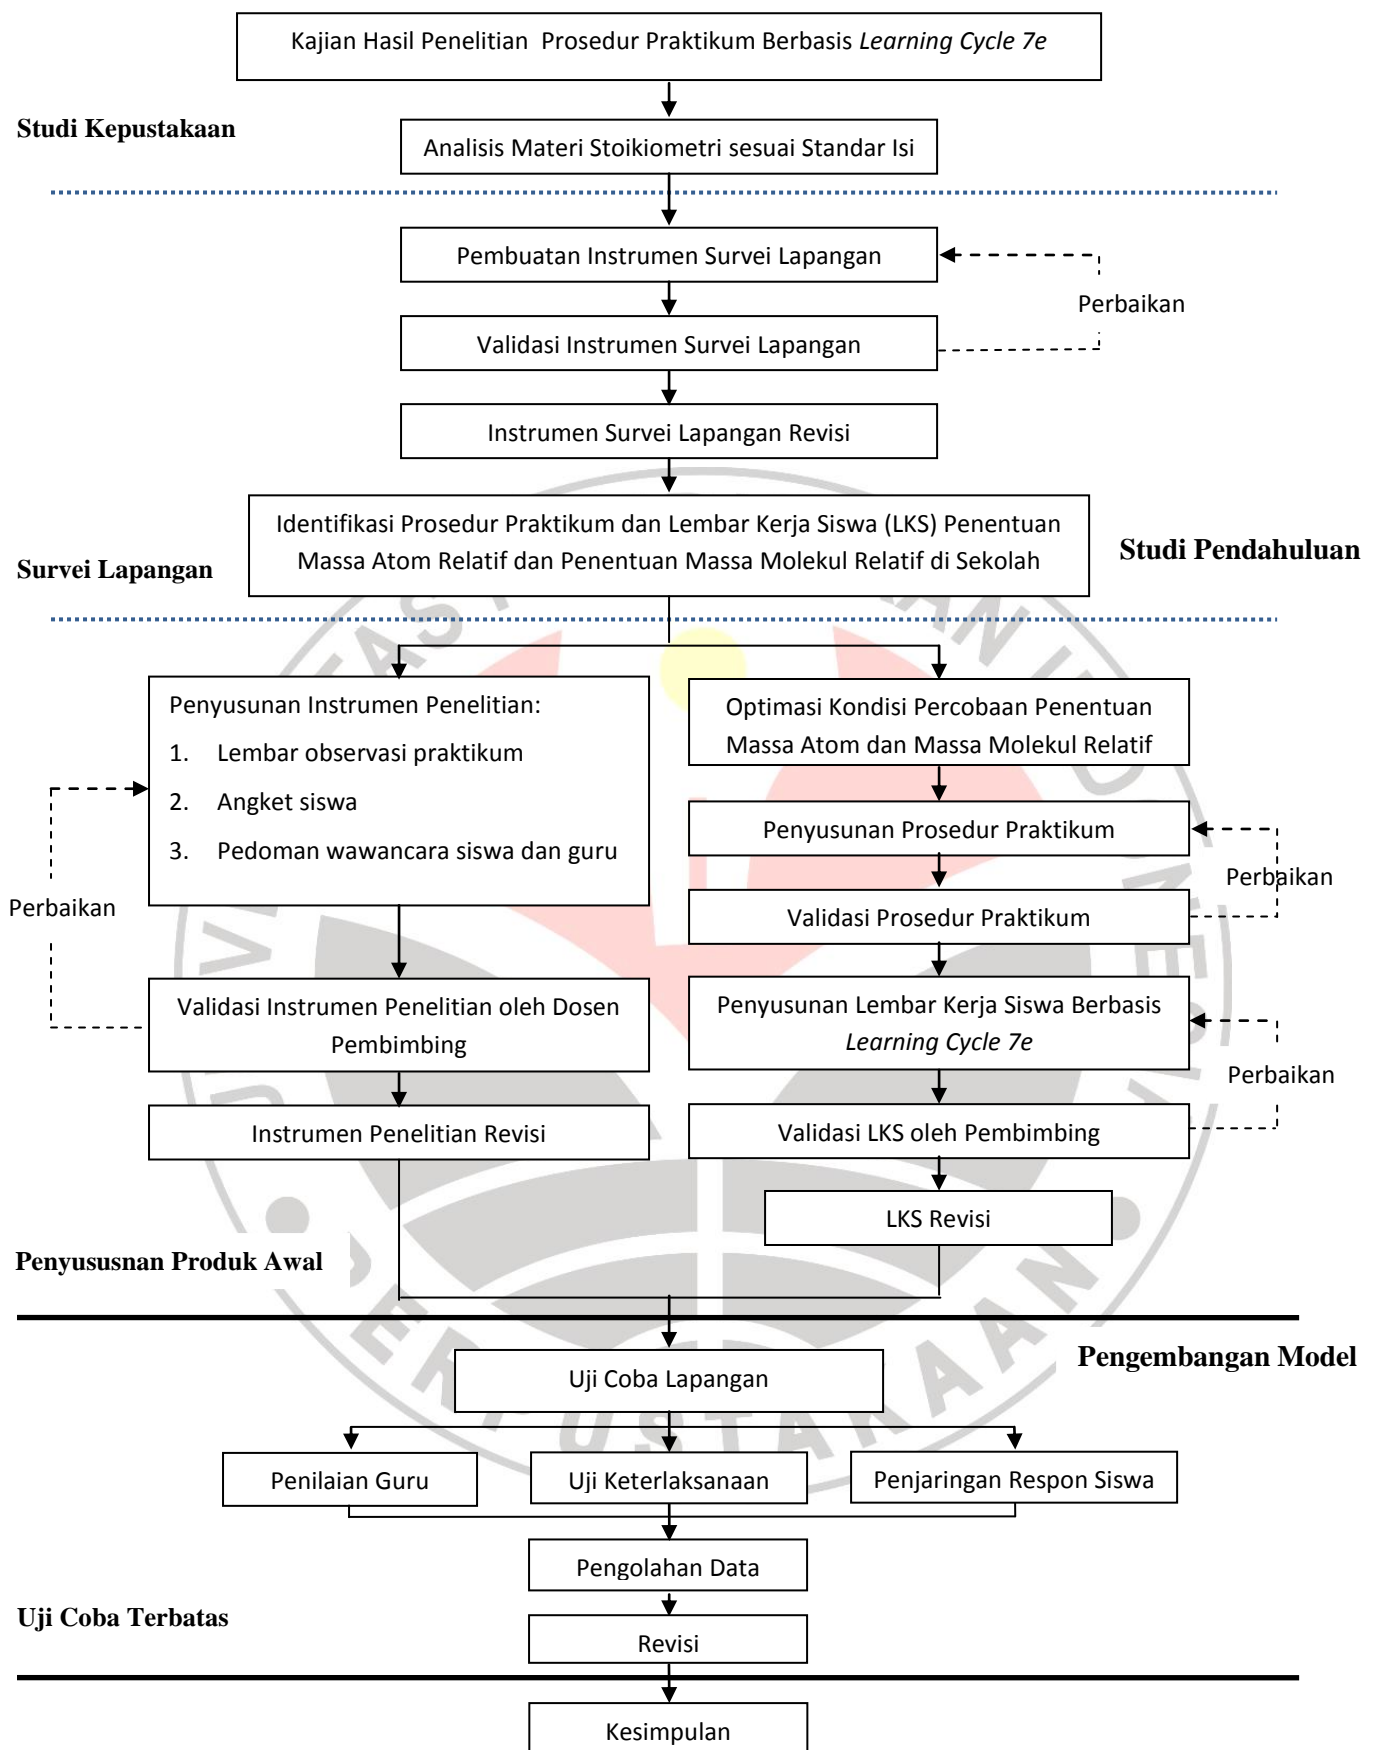 Kajian Hasil Penelitian Prosedur Praktikum Berbasis Learning Cycle 7e
Studi Kepustakaan
Analisis Materi Stoikiometri sesuai Standar Isi
Pembuatan Instrumen Survei Lapangan
Perbaikan
Validasi Instrumen Survei Lapangan
Instrumen Survei Lapangan Revisi
Identifikasi Prosedur Praktikum dan Lembar Kerja Siswa (LKS) Penentuan
Massa Atom Relatif dan Penentuan Massa Molekul Relatif di Sekolah
Studi Pendahuluan
Survei Lapangan
Penyusunan Instrumen Penelitian:
1. Lembar observasi praktikum
2. Angket siswa
3. Pedoman wawancara siswa dan guru
Perbaikan
Validasi Instrumen Penelitian oleh Dosen
Pembimbing
Instrumen Penelitian Revisi
Optimasi Kondisi Percobaan Penentuan
Massa Atom dan Massa Molekul Relatif
Penyusunan Prosedur Praktikum
Perbaikan
Validasi Prosedur Praktikum
Penyusunan Lembar Kerja Siswa Berbasis
Learning Cycle 7e
Perbaikan
Validasi LKS oleh Pembimbing
LKS Revisi
Penyususnan Produk Awal
Pengembangan Model
Uji Coba Lapangan
Penilaian Guru
Uji Keterlaksanaan
Penjaringan Respon Siswa
Pengolahan Data
Uji Coba Terbatas
Revisi
Kesimpulan
PERPUSTAKAAN